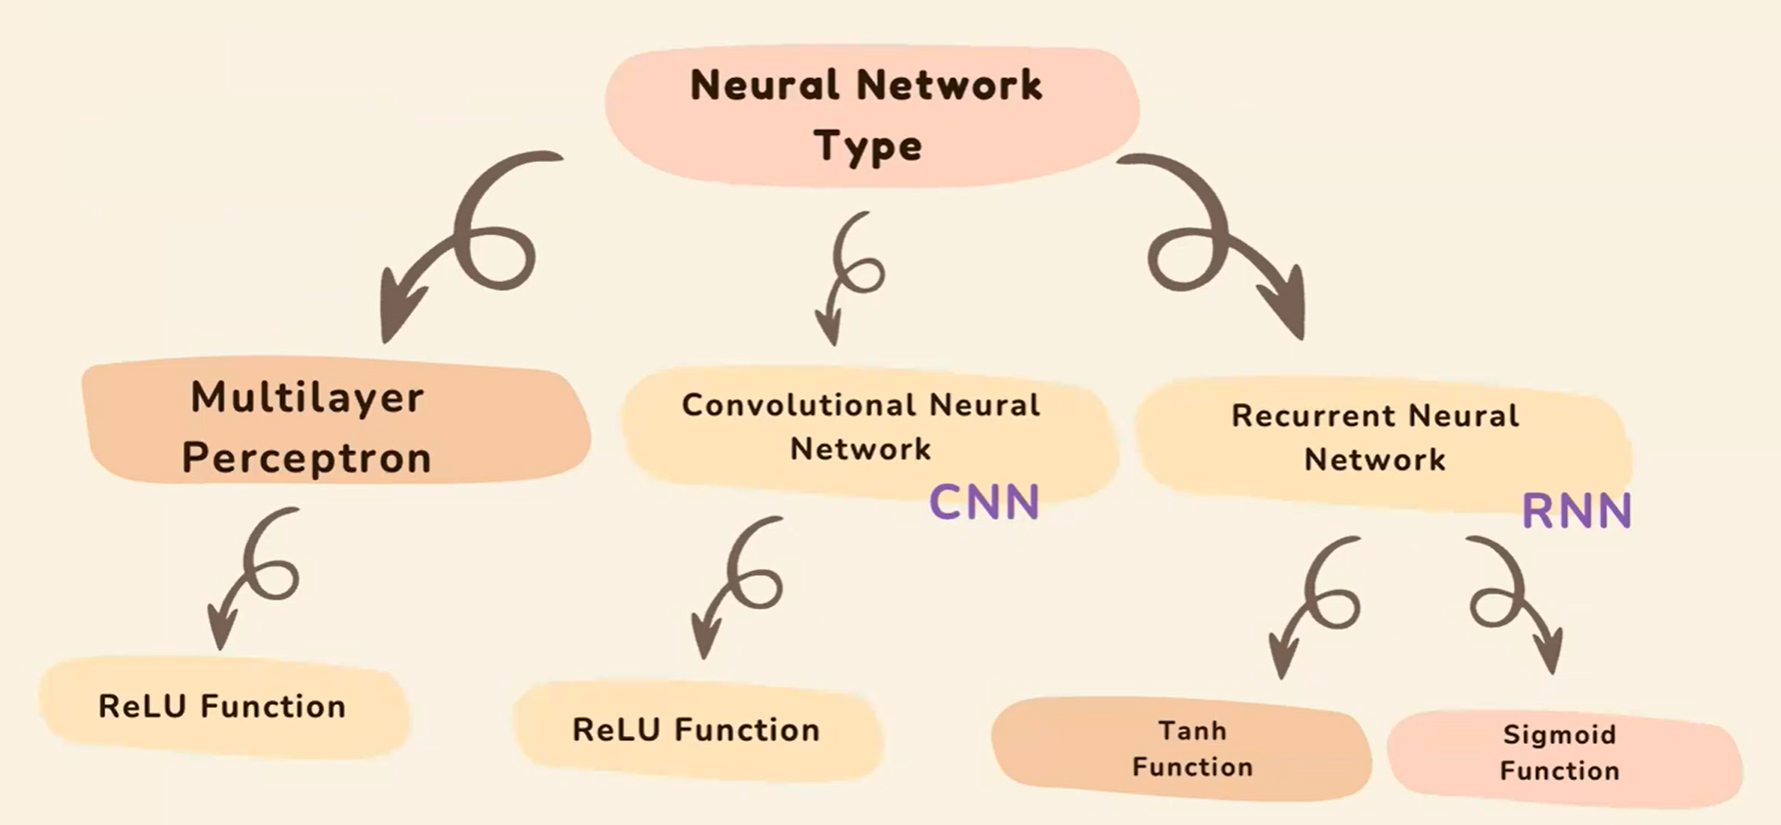 Neural Network
Type
Multilayer
Perceptron
Convolutional Neural
Network
CNN
Recurrent Neural
Network
RNN
ReLU Function
ReLU Function
Tanh
Function
Sigmoid
Function